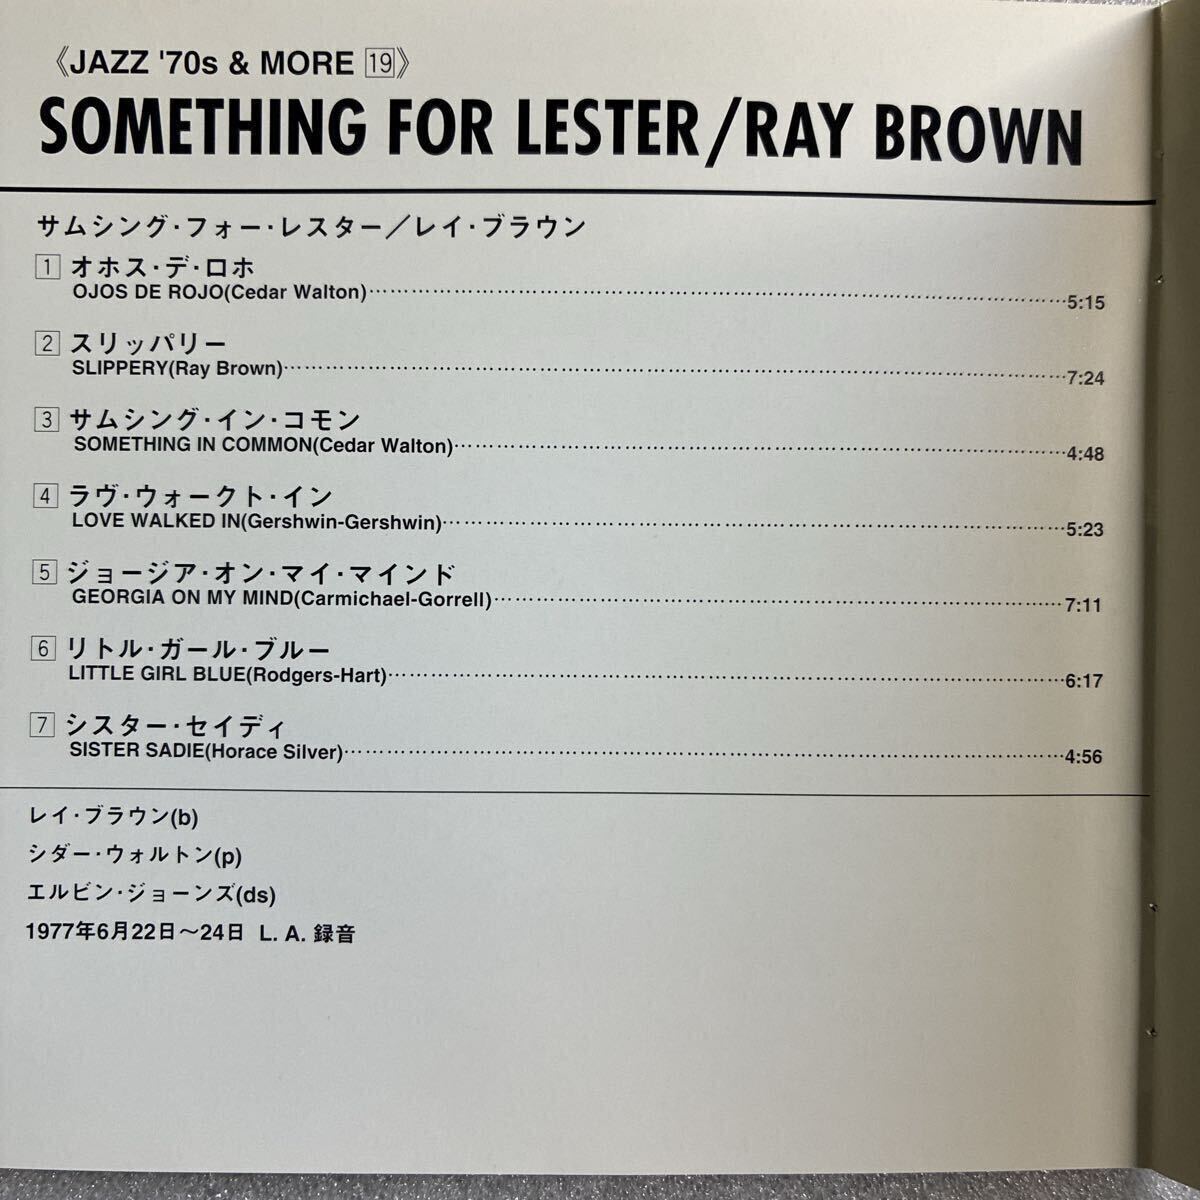 《JAZZ '70s & MORE 19》
SOMETHING FOR LESTER/RAY BROWN
サムシング・フォー・レスター／レイ・ブラウン
1 オホス・デ・ロホ
OJOS DE ROJO(Cedar Walton)……5:15
2 スリッパリー
SLIPPERY(Ray Brown)……7:24
3 サムシング・イン・コモン
SOMETHING IN COMMON(Cedar Walton)……4:48
4 ラヴ・ウォークト・イン
LOVE WALKED IN(Gershwin-Gershwin)……5:23
5 ジョージア・オン・マイ・マインド
GEORGIA ON MY MIND(Carmichael-Gorrell)……7:11
6 リトル・ガール・ブルー
LITTLE GIRL BLUE(Rodgers-Hart)……6:17
7 シスター・セイディ
SISTER SADIE(Horace Silver)……4:56
レイ・ブラウン(b)
シダー・ウォルトン(p)
エルビン・ジョーンズ(ds)
1977年6月22日〜24日 L. A. 録音